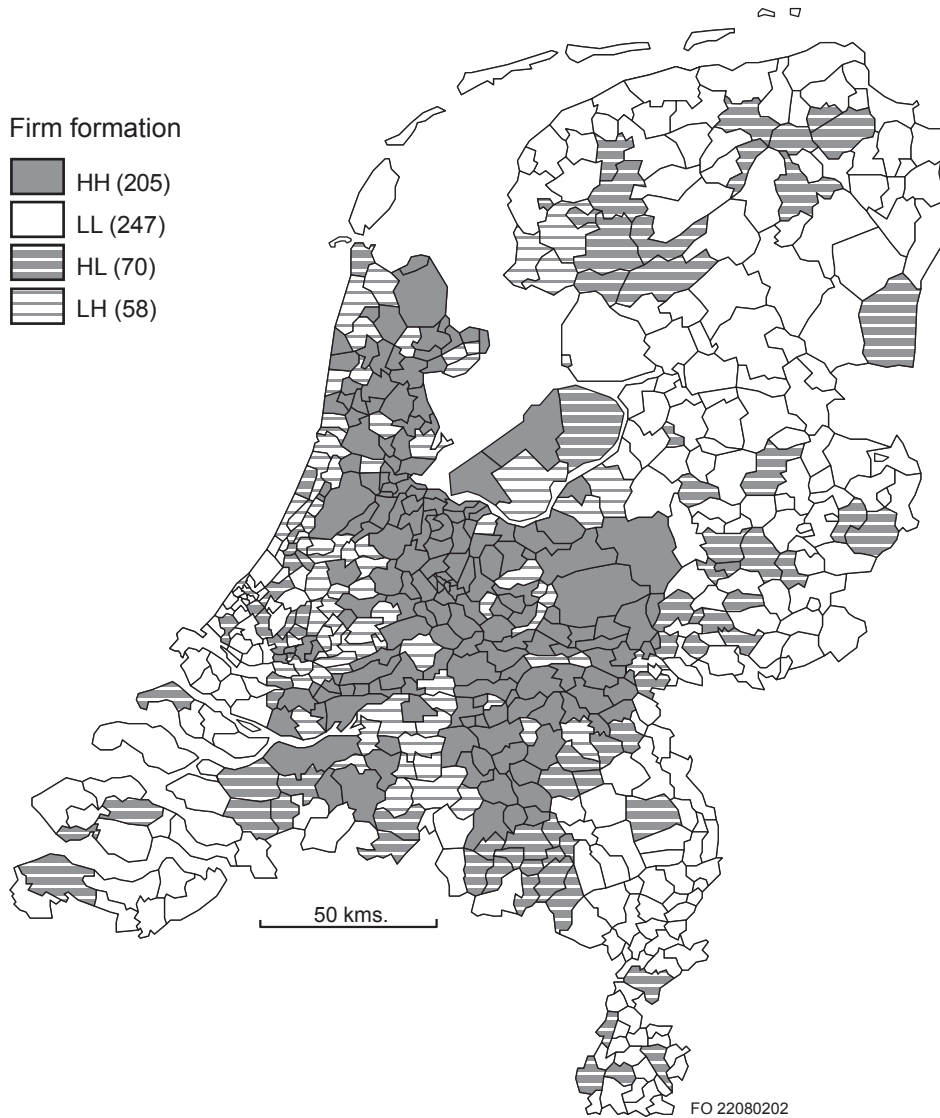 Firm formation
HH (205)
LL (247)
HL (70)
LH (58)
50 kms.
FO 22080202